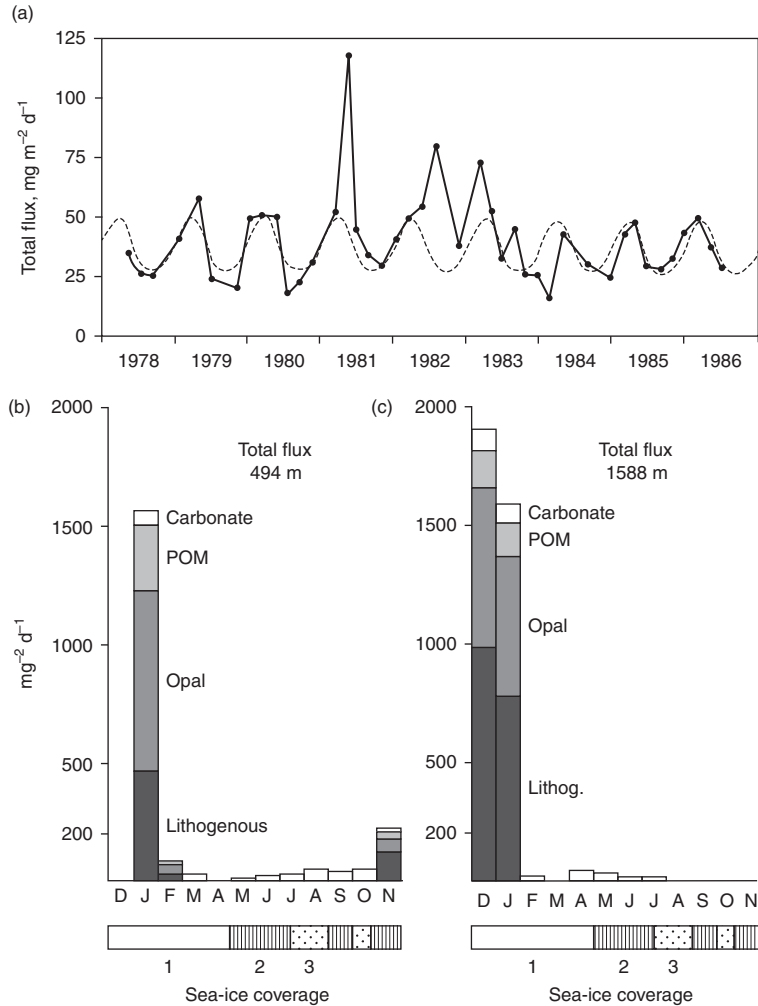 (a)
125
100
75
50
25
0
Total flux, mg m–2 d–1
1978 1979 1980 1981 1982 1983 1984 1985 1986
(b)
2000
1500
1000
500
200
mg–2 d–1
Total flux
494 m
Carbonate
POM
Opal
Lithogenous
D J F M A M J J A S O N
1 2 3
Sea-ice coverage
(c)
2000
1500
1000
500
200
Total flux
1588 m
Carbonate
POM
Opal
Lithog.
D J F M A M J J A S O N
1 2 3
Sea-ice coverage